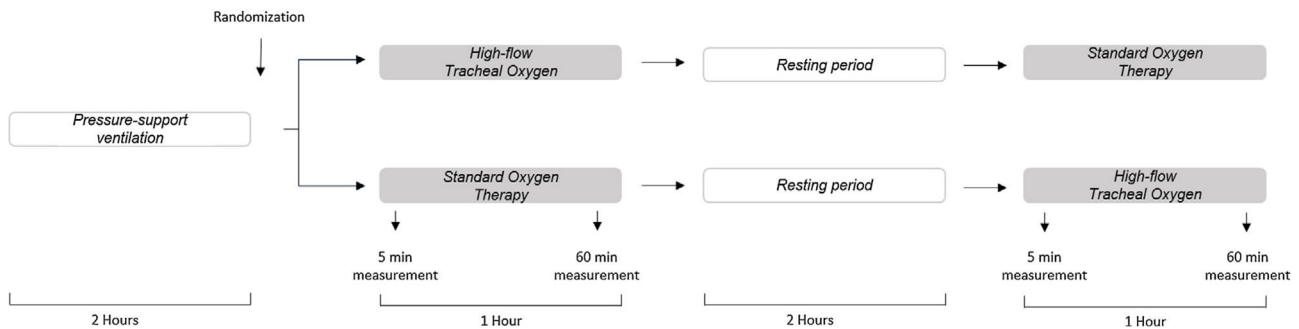 Randomization
High-flow
Tracheal Oxygen
Resting period
Standard Oxygen
Therapy
Pressure-support
ventilation
Standard Oxygen
Therapy
Resting period
High-flow
Tracheal Oxygen
5 min
measurement
60 min
measurement
5 min
measurement
60 min
measurement
2 Hours
1 Hour
2 Hours
1 Hour